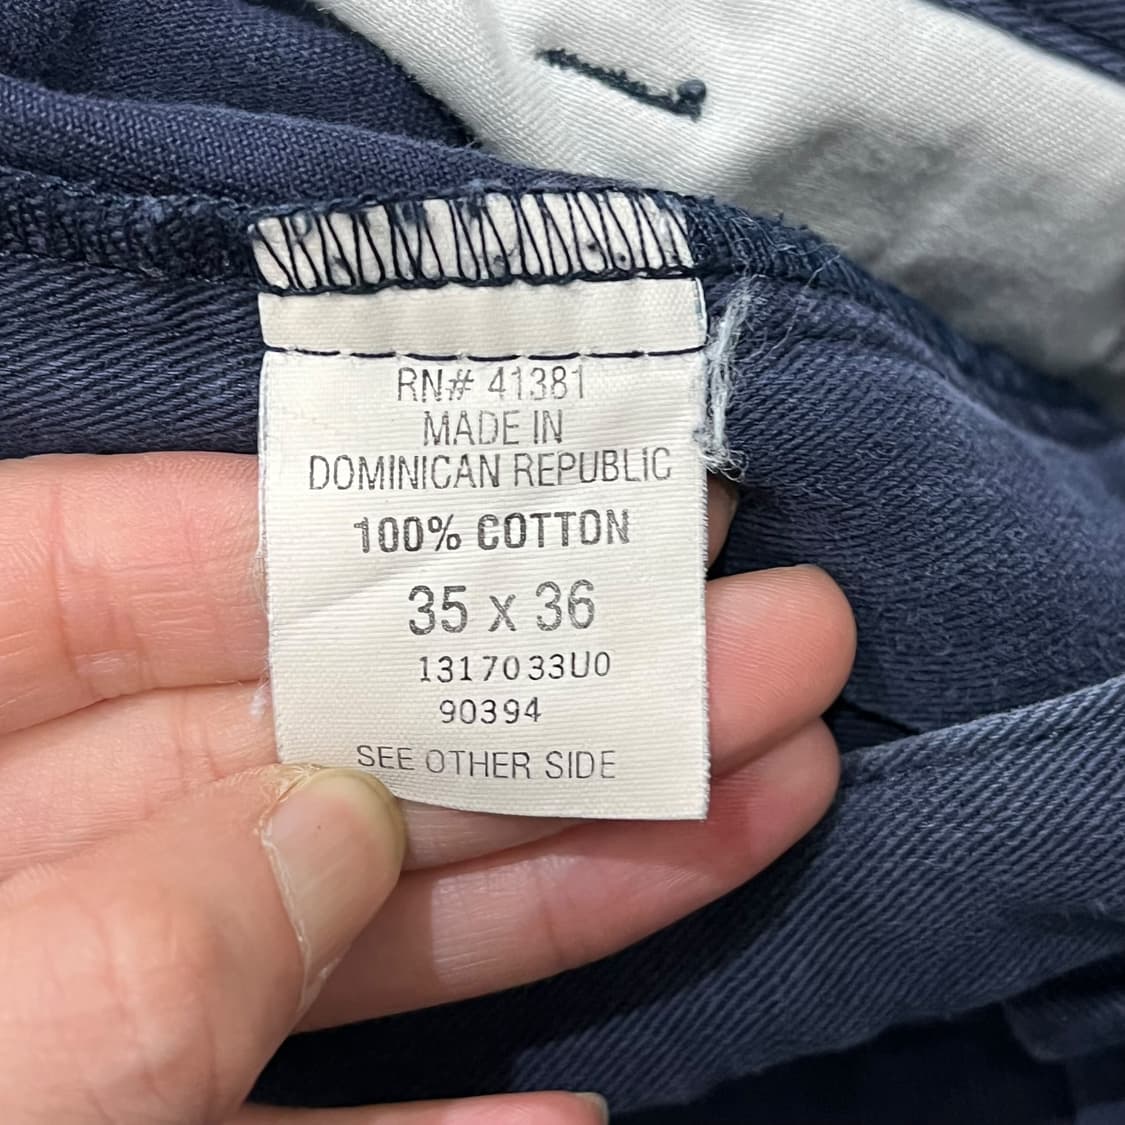 RN# 41381
MADE IN
DOMINICAN REPUBLIC
100% COTTON
35 x 36
1317033U0
90394
SEE OTHER SIDE